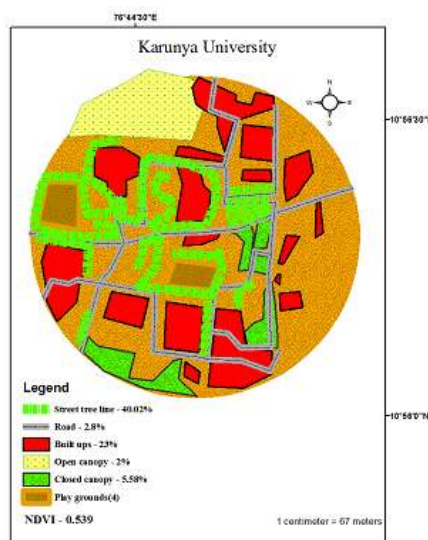 76°44'30"E
Karunya University
N
W E
S
10°56'30"
10°56'0"N
Legend
Street tree line - 40.02%
Road - 2.8%
Built ups - 23%
Open canopy - 2%
Closed canopy - 5.58%
Play grounds(4)
NDVI - 0.539
1 centimeter = 67 meters